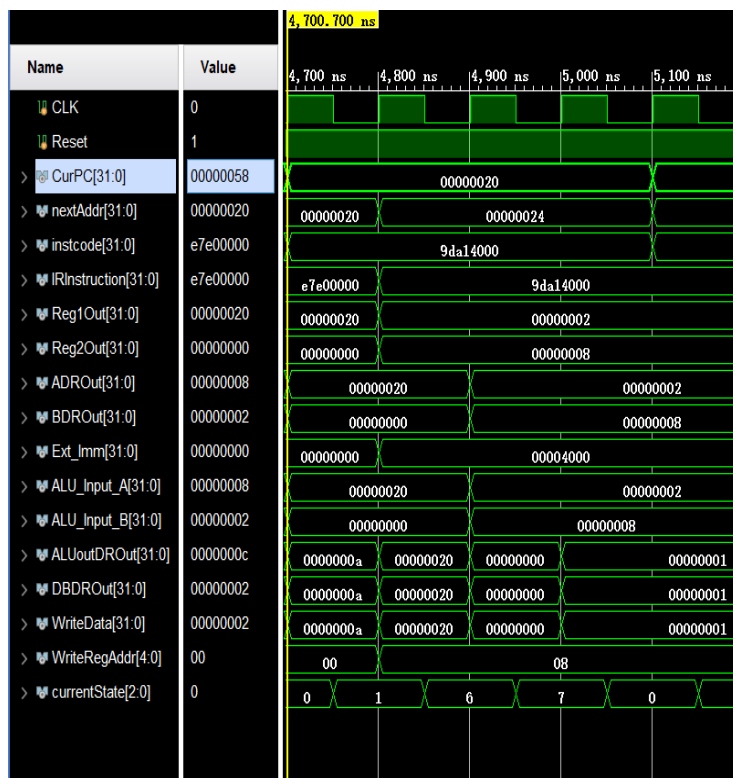 4,700.700 ns
Name Value 4,700 ns 4,800 ns 4,900 ns 5,000 ns 5,100 ns
CLK 0
Reset 1
CurPC[31:0] 00000058 00000020
nextAddr[31:0] 00000020 00000020 00000024
instcode[31:0] e7e00000 9da14000
IRInstruction[31:0] e7e00000 e7e00000 9da14000
Reg1Out[31:0] 00000020 00000020 00000002
Reg2Out[31:0] 00000000 00000000 00000008
ADROut[31:0] 00000008 00000020 00000002
BDROut[31:0] 00000002 00000000 00000008
Ext_Imm[31:0] 00000000 00000000 00004000
ALU_Input_A[31:0] 00000008 00000020 00000002
ALU_Input_B[31:0] 00000002 00000000 00000008
ALUoutDROut[31:0] 0000000c 0000000a 00000020 00000000 00000001
DBDROut[31:0] 00000002 0000000a 00000020 00000000 00000001
WriteData[31:0] 00000002 0000000a 00000020 00000000 00000001
WriteRegAddr[4:0] 00 00 08
currentState[2:0] 0 0 1 6 7 0